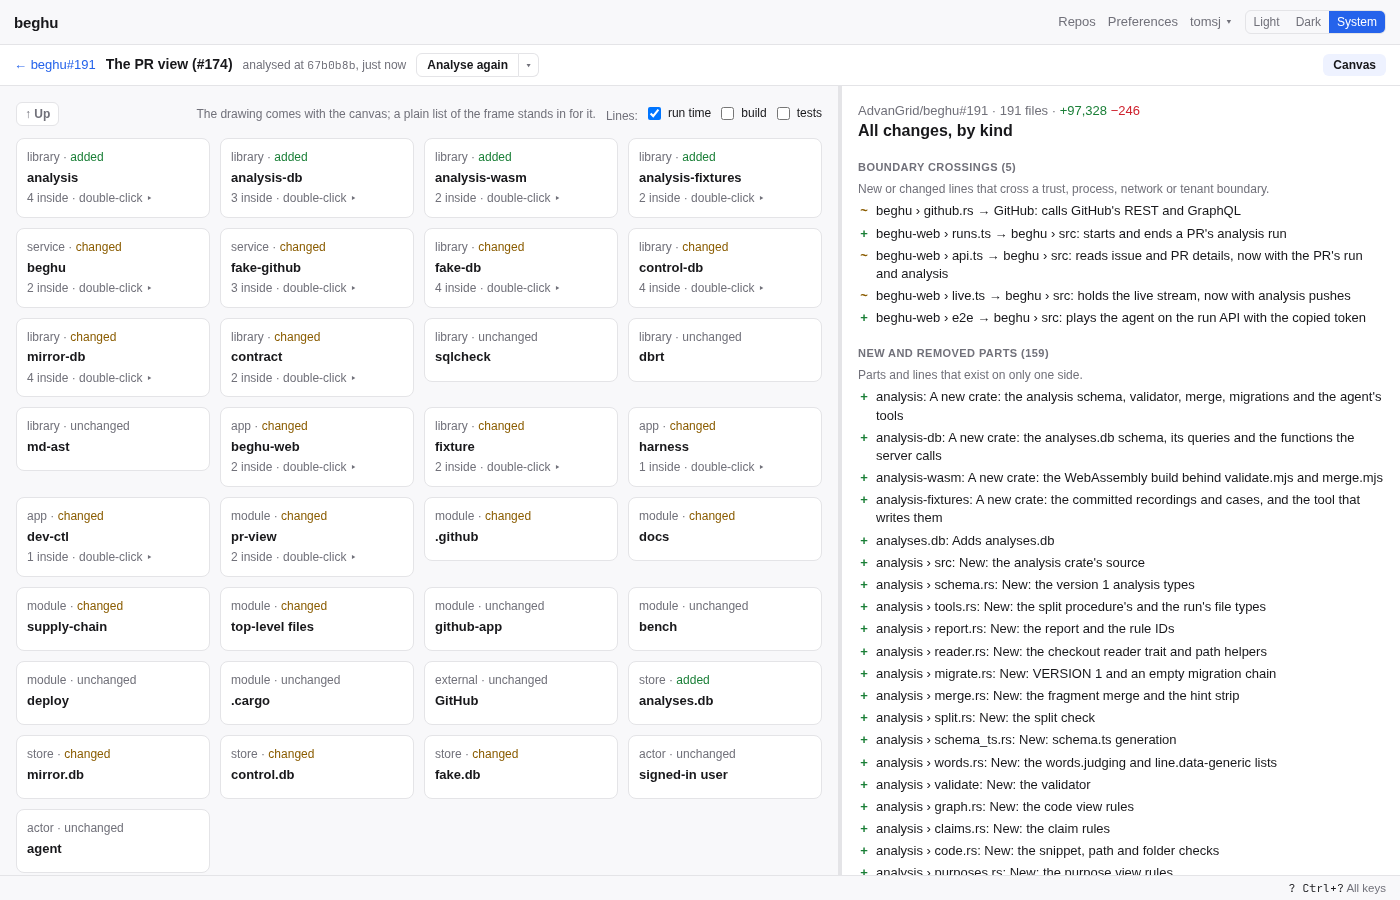 beghu
Repos Preferences tomsj ▾ Light Dark System
← beghu#191 The PR view (#174) analysed at 67b0b8b, just now Analyse again ▾ Canvas
↑ Up The drawing comes with the canvas; a plain list of the frame stands in for it. Lines: run time build tests
library · added
analysis
4 inside · double-click ▸
library · added
analysis-db
3 inside · double-click ▸
library · added
analysis-wasm
2 inside · double-click ▸
library · added
analysis-fixtures
2 inside · double-click ▸
service · changed
beghu
2 inside · double-click ▸
service · changed
fake-github
3 inside · double-click ▸
library · changed
fake-db
4 inside · double-click ▸
library · changed
control-db
4 inside · double-click ▸
library · changed
mirror-db
4 inside · double-click ▸
library · changed
contract
2 inside · double-click ▸
library · unchanged
sqlcheck
library · unchanged
dbrt
library · unchanged
md-ast
app · changed
beghu-web
2 inside · double-click ▸
library · changed
fixture
2 inside · double-click ▸
app · changed
harness
1 inside · double-click ▸
app · changed
dev-ctl
1 inside · double-click ▸
module · changed
pr-view
2 inside · double-click ▸
module · changed
.github
module · changed
docs
module · changed
supply-chain
module · changed
top-level files
module · unchanged
github-app
module · unchanged
bench
module · unchanged
deploy
module · unchanged
.cargo
external · unchanged
GitHub
store · added
analyses.db
store · changed
mirror.db
store · changed
control.db
store · changed
fake.db
actor · unchanged
signed-in user
actor · unchanged
agent
AdvanGrid/beghu#191 · 191 files · +97,328 −246
All changes, by kind
BOUNDARY CROSSINGS (5)
New or changed lines that cross a trust, process, network or tenant boundary.
~ beghu › github.rs → GitHub: calls GitHub's REST and GraphQL
+ beghu-web › runs.ts → beghu › src: starts and ends a PR's analysis run
~ beghu-web › api.ts → beghu › src: reads issue and PR details, now with the PR's run
and analysis
~ beghu-web › live.ts → beghu › src: holds the live stream, now with analysis pushes
+ beghu-web › e2e → beghu › src: plays the agent on the run API with the copied token
NEW AND REMOVED PARTS (159)
Parts and lines that exist on only one side.
+ analysis: A new crate: the analysis schema, validator, merge, migrations and the agent's
tools
+ analysis-db: A new crate: the analyses.db schema, its queries and the functions the
server calls
+ analysis-wasm: A new crate: the WebAssembly build behind validate.mjs and merge.mjs
+ analysis-fixtures: A new crate: the committed recordings and cases, and the tool that
writes them
+ analyses.db: Adds analyses.db
+ analysis › src: New: the analysis crate's source
+ analysis › schema.rs: New: the version 1 analysis types
+ analysis › tools.rs: New: the split procedure's and the run's file types
+ analysis › report.rs: New: the report and the rule IDs
+ analysis › reader.rs: New: the checkout reader trait and path helpers
+ analysis › migrate.rs: New: VERSION 1 and an empty migration chain
+ analysis › merge.rs: New: the fragment merge and the hint strip
+ analysis › split.rs: New: the split check
+ analysis › schema_ts.rs: New: schema.ts generation
+ analysis › words.rs: New: the words.judging and line.data-generic lists
+ analysis › validate: New: the validator
+ analysis › graph.rs: New: the code view rules
+ analysis › claims.rs: New: the claim rules
+ analysis › code.rs: New: the snippet, path and folder checks
+ analysis › purposes.rs: New: the purpose view rules
? Ctrl+? All keys